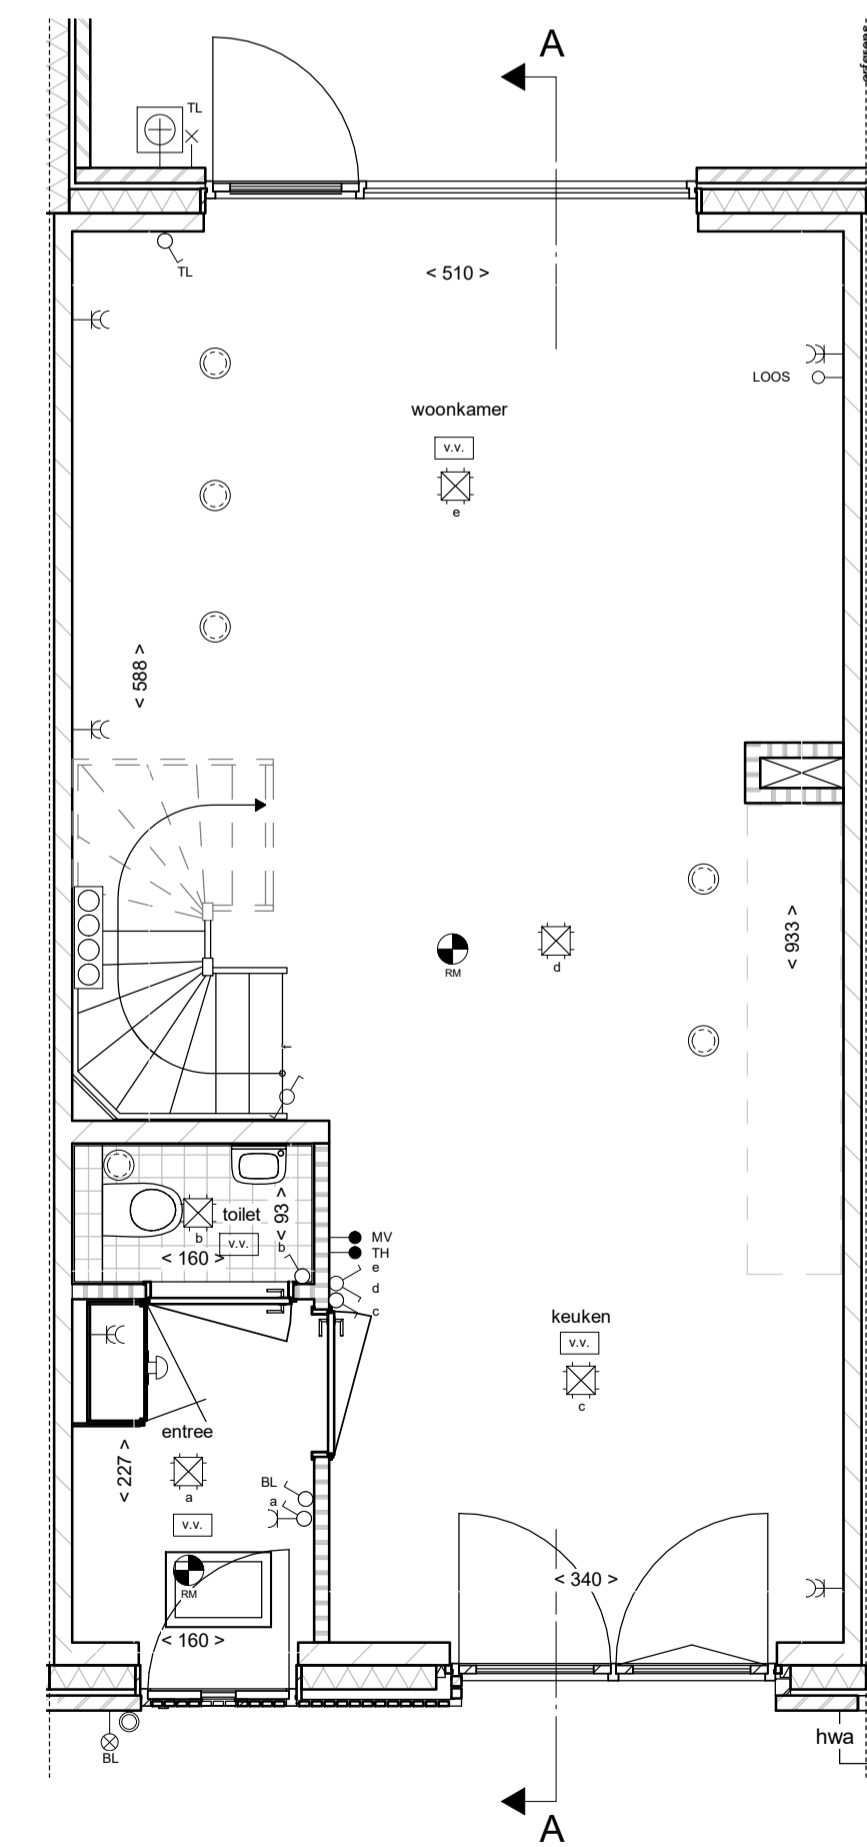 A
erfgrens
TL
TL
< 510 >
LOOS
woonkamer
v.v.
e
< 588 >
< 933 >
RM
d
f
toilet
< 93 >
b
v.v.
b
< 160 >
MV
TH
e
d
c
keuken
v.v.
c
entree
< 227 >
a
BL
a
v.v.
RM
< 340 >
< 160 >
hwa
BL
A